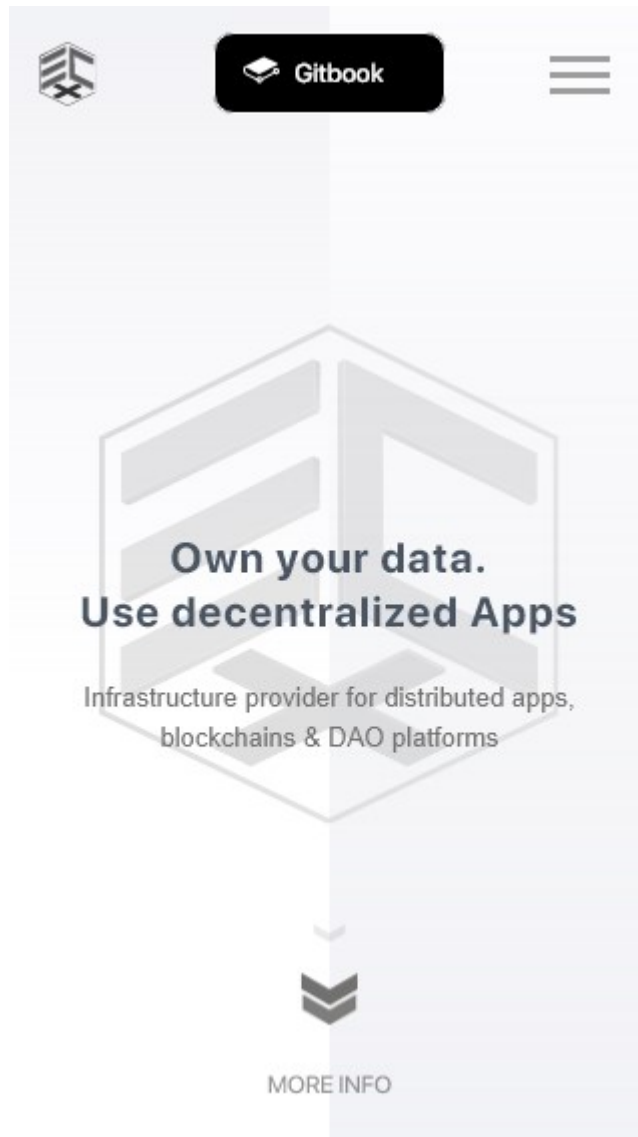 Gitbook
Own your data.
Use decentralized Apps
Infrastructure provider for distributed apps,
blockchains & DAO platforms
MORE INFO